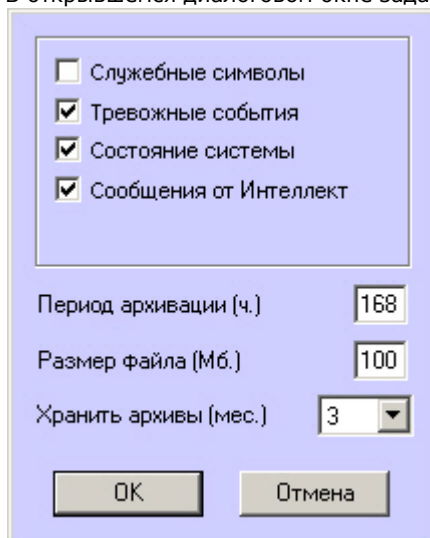 Служебные символы
Тревожные события
Состояние системы
Сообщения от Интеллект
Период архивации (ч.) 168
Размер файла (Мб.) 100
Хранить архивы (мес.) 3
OK Отмена